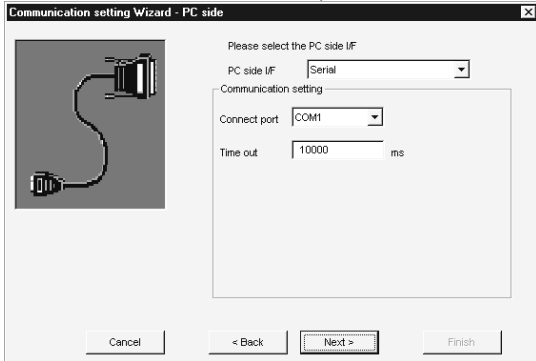 Communication setting Wizard - PC side
Please select the PC side I/F
PC side I/F Serial
Communication setting
Connect port COM1
Time out 10000 ms
Cancel < Back Next > Finish